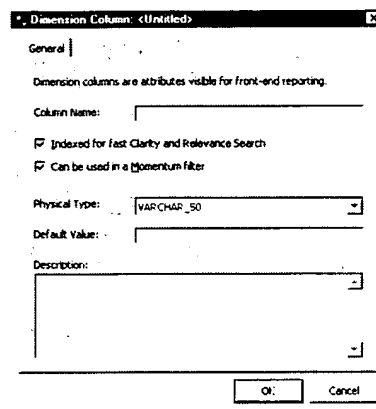 Dimension Column: <Untitled>
General
Dimension columns are attributes visible for front-end reporting.
Column Name:
Indexed for fast Clarity and Relevance Search
Can be used in a Momentum filter
Physical Type: VARCHAR_50
Default Value:
Description:
OK Cancel